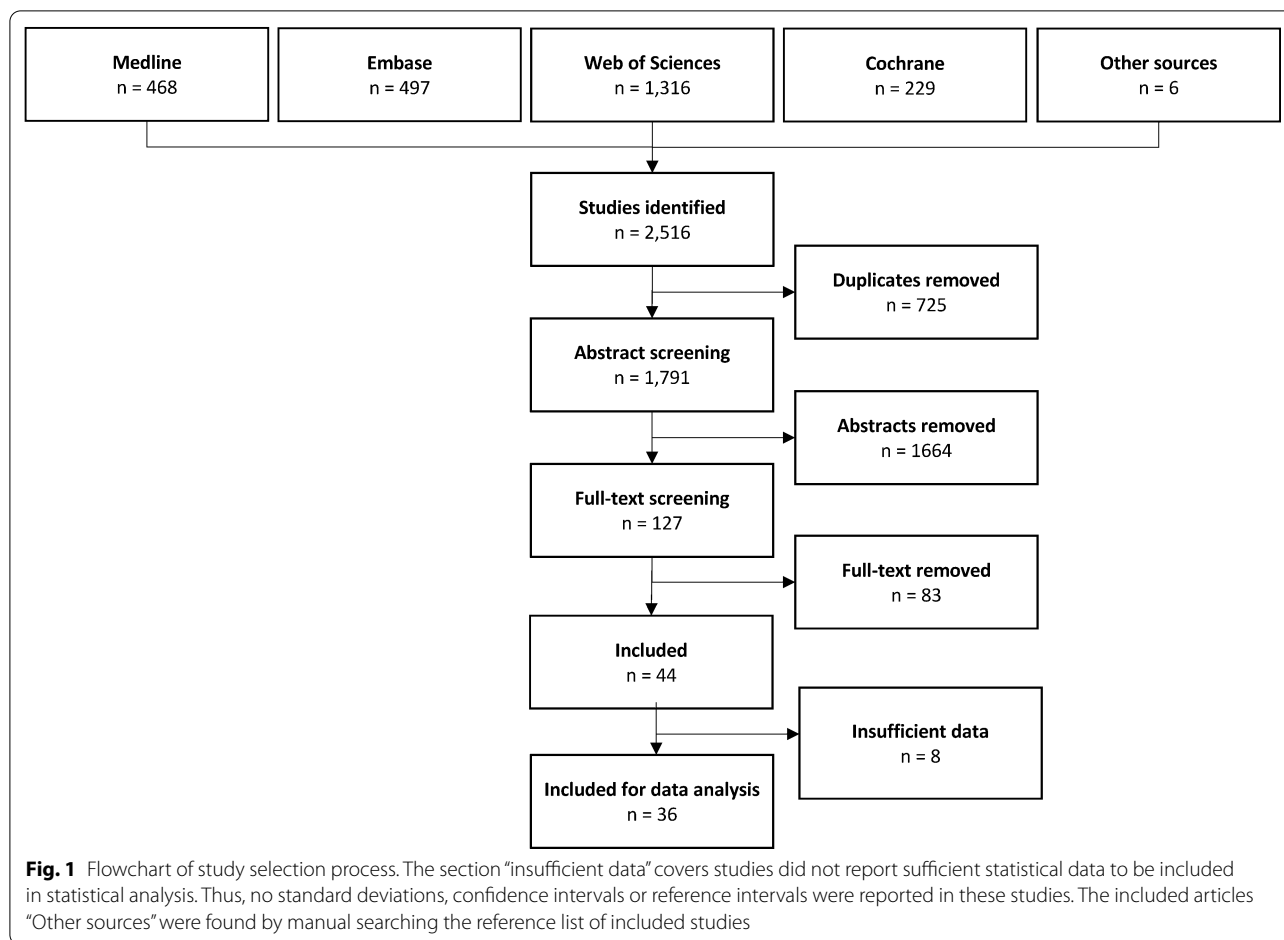 Medline
n = 468
Embase
n = 497
Web of Sciences
n = 1,316
Cochrane
n = 229
Other sources
n = 6
Studies identified
n = 2,516
Duplicates removed
n = 725
Abstract screening
n = 1,791
Abstracts removed
n = 1664
Full-text screening
n = 127
Full-text removed
n = 83
Included
n = 44
Insufficient data
n = 8
Included for data analysis
n = 36
Fig. 1 Flowchart of study selection process. The section “insufficient data” covers studies did not report sufficient statistical data to be included
in statistical analysis. Thus, no standard deviations, confidence intervals or reference intervals were reported in these studies. The included articles
“Other sources” were found by manual searching the reference list of included studies